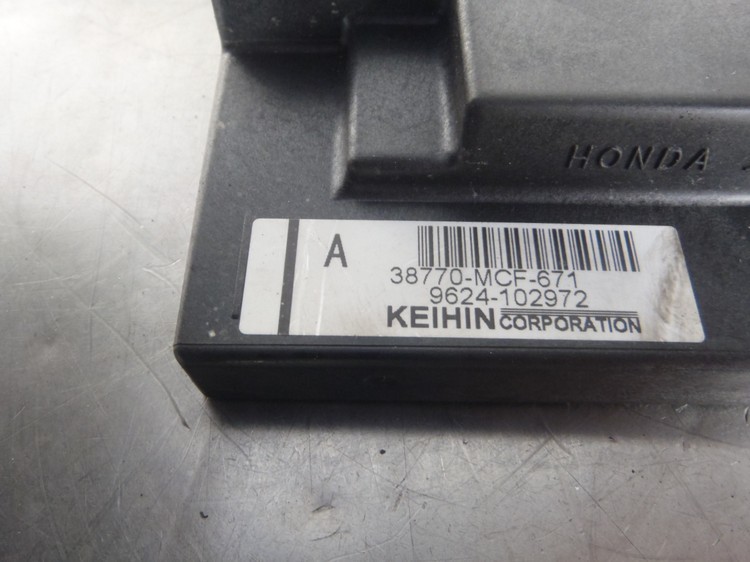 HONDA
A
38770-MCF-671
9624-102972
KEIHIN CORPORATION